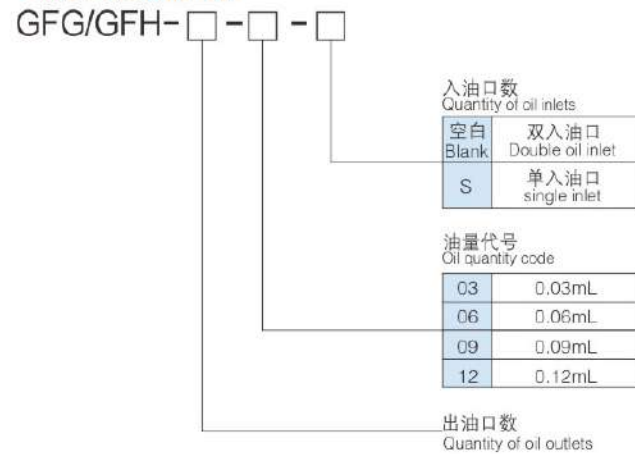 GFG/GFH-□-□-□
入油口数
Quantity of oil inlets
空白 双入油口
Blank Double oil inlet
S 单入油口
single inlet
油量代号
Oil quantity code
03 0.03mL
06 0.06mL
09 0.09mL
12 0.12mL
出油口数
Quantity of oil outlets